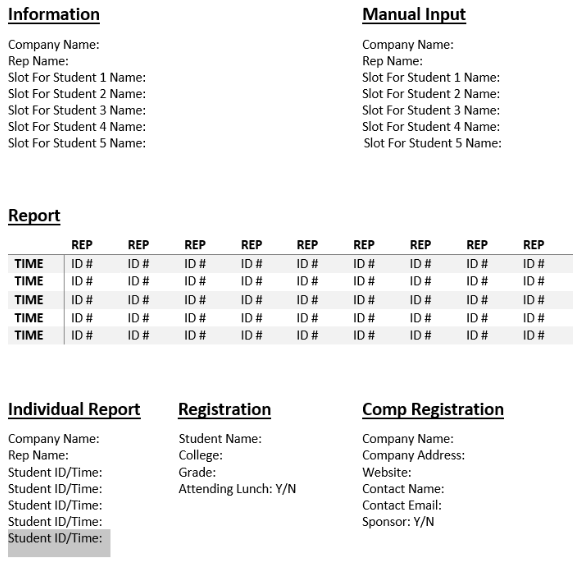 Information
Company Name:
Rep Name:
Slot For Student 1 Name:
Slot For Student 2 Name:
Slot For Student 3 Name:
Slot For Student 4 Name:
Slot For Student 5 Name:
Manual Input
Company Name:
Rep Name:
Slot For Student 1 Name:
Slot For Student 2 Name:
Slot For Student 3 Name:
Slot For Student 4 Name:
Slot For Student 5 Name:
Report
REP REP REP REP REP REP REP REP REP
TIME ID # ID # ID # ID # ID # ID # ID # ID # ID #
TIME ID # ID # ID # ID # ID # ID # ID # ID # ID #
TIME ID # ID # ID # ID # ID # ID # ID # ID # ID #
TIME ID # ID # ID # ID # ID # ID # ID # ID # ID #
TIME ID # ID # ID # ID # ID # ID # ID # ID # ID #
Individual Report
Company Name:
Rep Name:
Student ID/Time:
Student ID/Time:
Student ID/Time:
Student ID/Time:
Student ID/Time:
Registration
Student Name:
College:
Grade:
Attending Lunch: Y/N
Comp Registration
Company Name:
Company Address:
Website:
Contact Name:
Contact Email:
Sponsor: Y/N